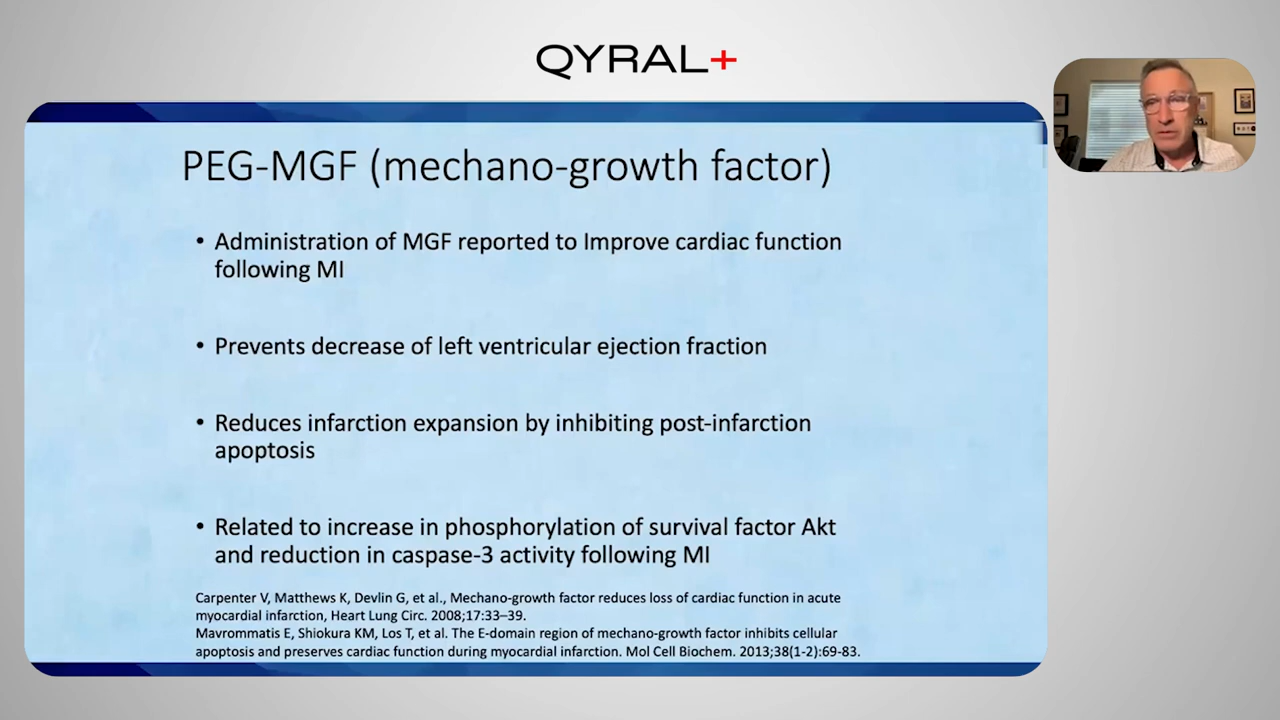 QYRAL+
PEG-MGF (mechano-growth factor)
• Administration of MGF reported to Improve cardiac function
following MI
• Prevents decrease of left ventricular ejection fraction
• Reduces infarction expansion by inhibiting post-infarction
apoptosis
• Related to increase in phosphorylation of survival factor Akt
and reduction in caspase-3 activity following MI
Carpenter V, Matthews K, Devlin G, et al., Mechano-growth factor reduces loss of cardiac function in acute
myocardial infarction, Heart Lung Circ. 2008;17:33–39.
Mavrommatis E, Shiokura KM, Los T, et al. The E-domain region of mechano-growth factor inhibits cellular
apoptosis and preserves cardiac function during myocardial infarction. Mol Cell Biochem. 2013;38(1-2):69-83.